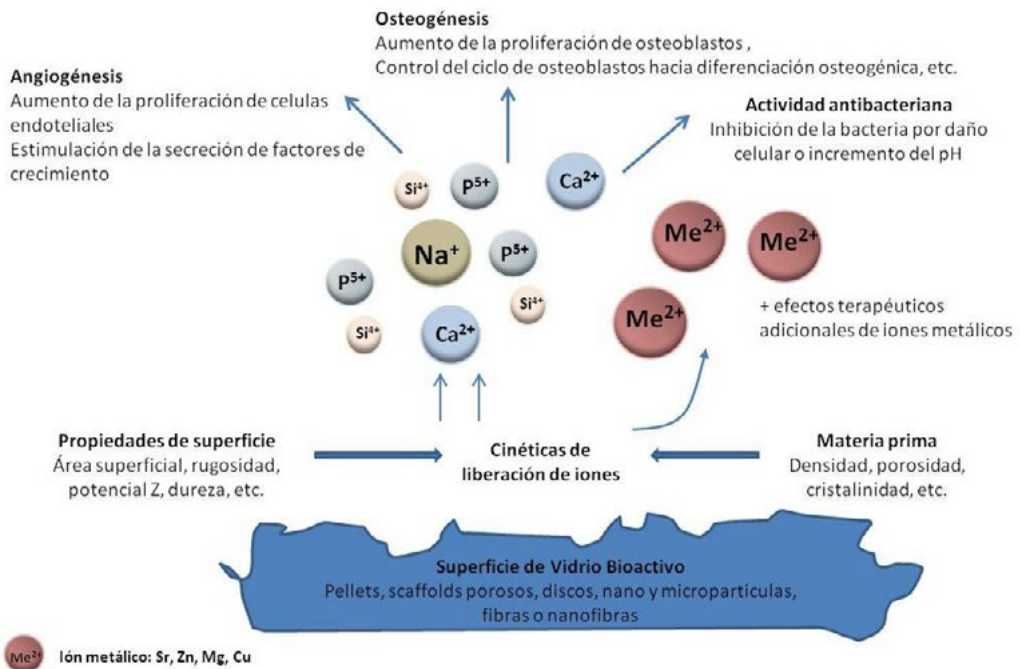 Osteogénesis
Aumento de la proliferación de osteoblastos ,
Control del ciclo de osteoblastos hacia diferenciación osteogénica, etc.
Angiogénesis
Aumento de la proliferación de celulas
endoteliales
Estimulación de la secreción de factores de
crecimiento
Actividad antibacteriana
Inhibición de la bacteria por daño
celular o incremento del pH
Si⁴⁺
P⁵⁺
Ca²⁺
Me²⁺
Me²⁺
Na⁺
P⁵⁺
P⁵⁺
Si⁴⁺
Me²⁺
Si⁴⁺
Ca²⁺
+ efectos terapéuticos
adicionales de iones metálicos
Propiedades de superficie
Área superficial, rugosidad,
potencial Z, dureza, etc.
Cinéticas de
liberación de iones
Materia prima
Densidad, porosidad,
cristalinidad, etc.
Superficie de Vidrio Bioactivo
Pellets, scaffolds porosos, discos, nano y microparticulas,
fibras o nanofibras
Me²⁺
Ión metálico: Sr, Zn, Mg, Cu